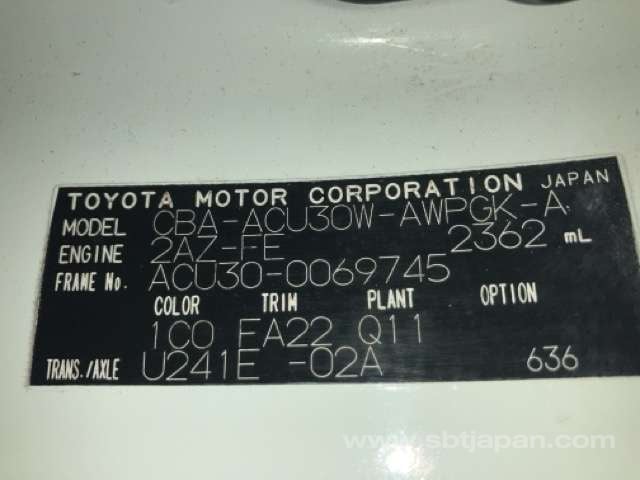 TOYOTA MOTOR CORPORATION JAPAN
MODEL CBA-ACU30W-AWPGK-A
ENGINE 2AZ-FE 2362 mL
FRAME No. ACU30-0069745
COLOR TRIM PLANT OPTION
1C0 FA22 Q11
TRANS./AXLE U241E -02A 636
www.sbtjapan.com